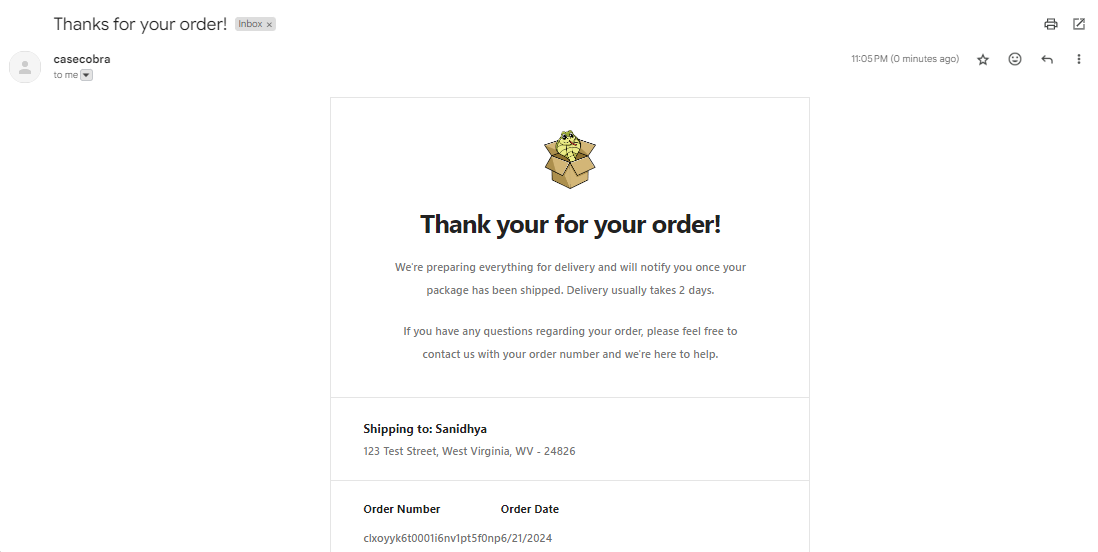 Thanks for your order! Inbox ×
casecobra 11:05 PM (0 minutes ago)
to me
Thank your for your order!
We're preparing everything for delivery and will notify you once your
package has been shipped. Delivery usually takes 2 days.
If you have any questions regarding your order, please feel free to
contact us with your order number and we're here to help.
Shipping to: Sanidhya
123 Test Street, West Virginia, WV - 24826
Order Number Order Date
clxoyyk6t0001i6nv1pt5f0np6/21/2024